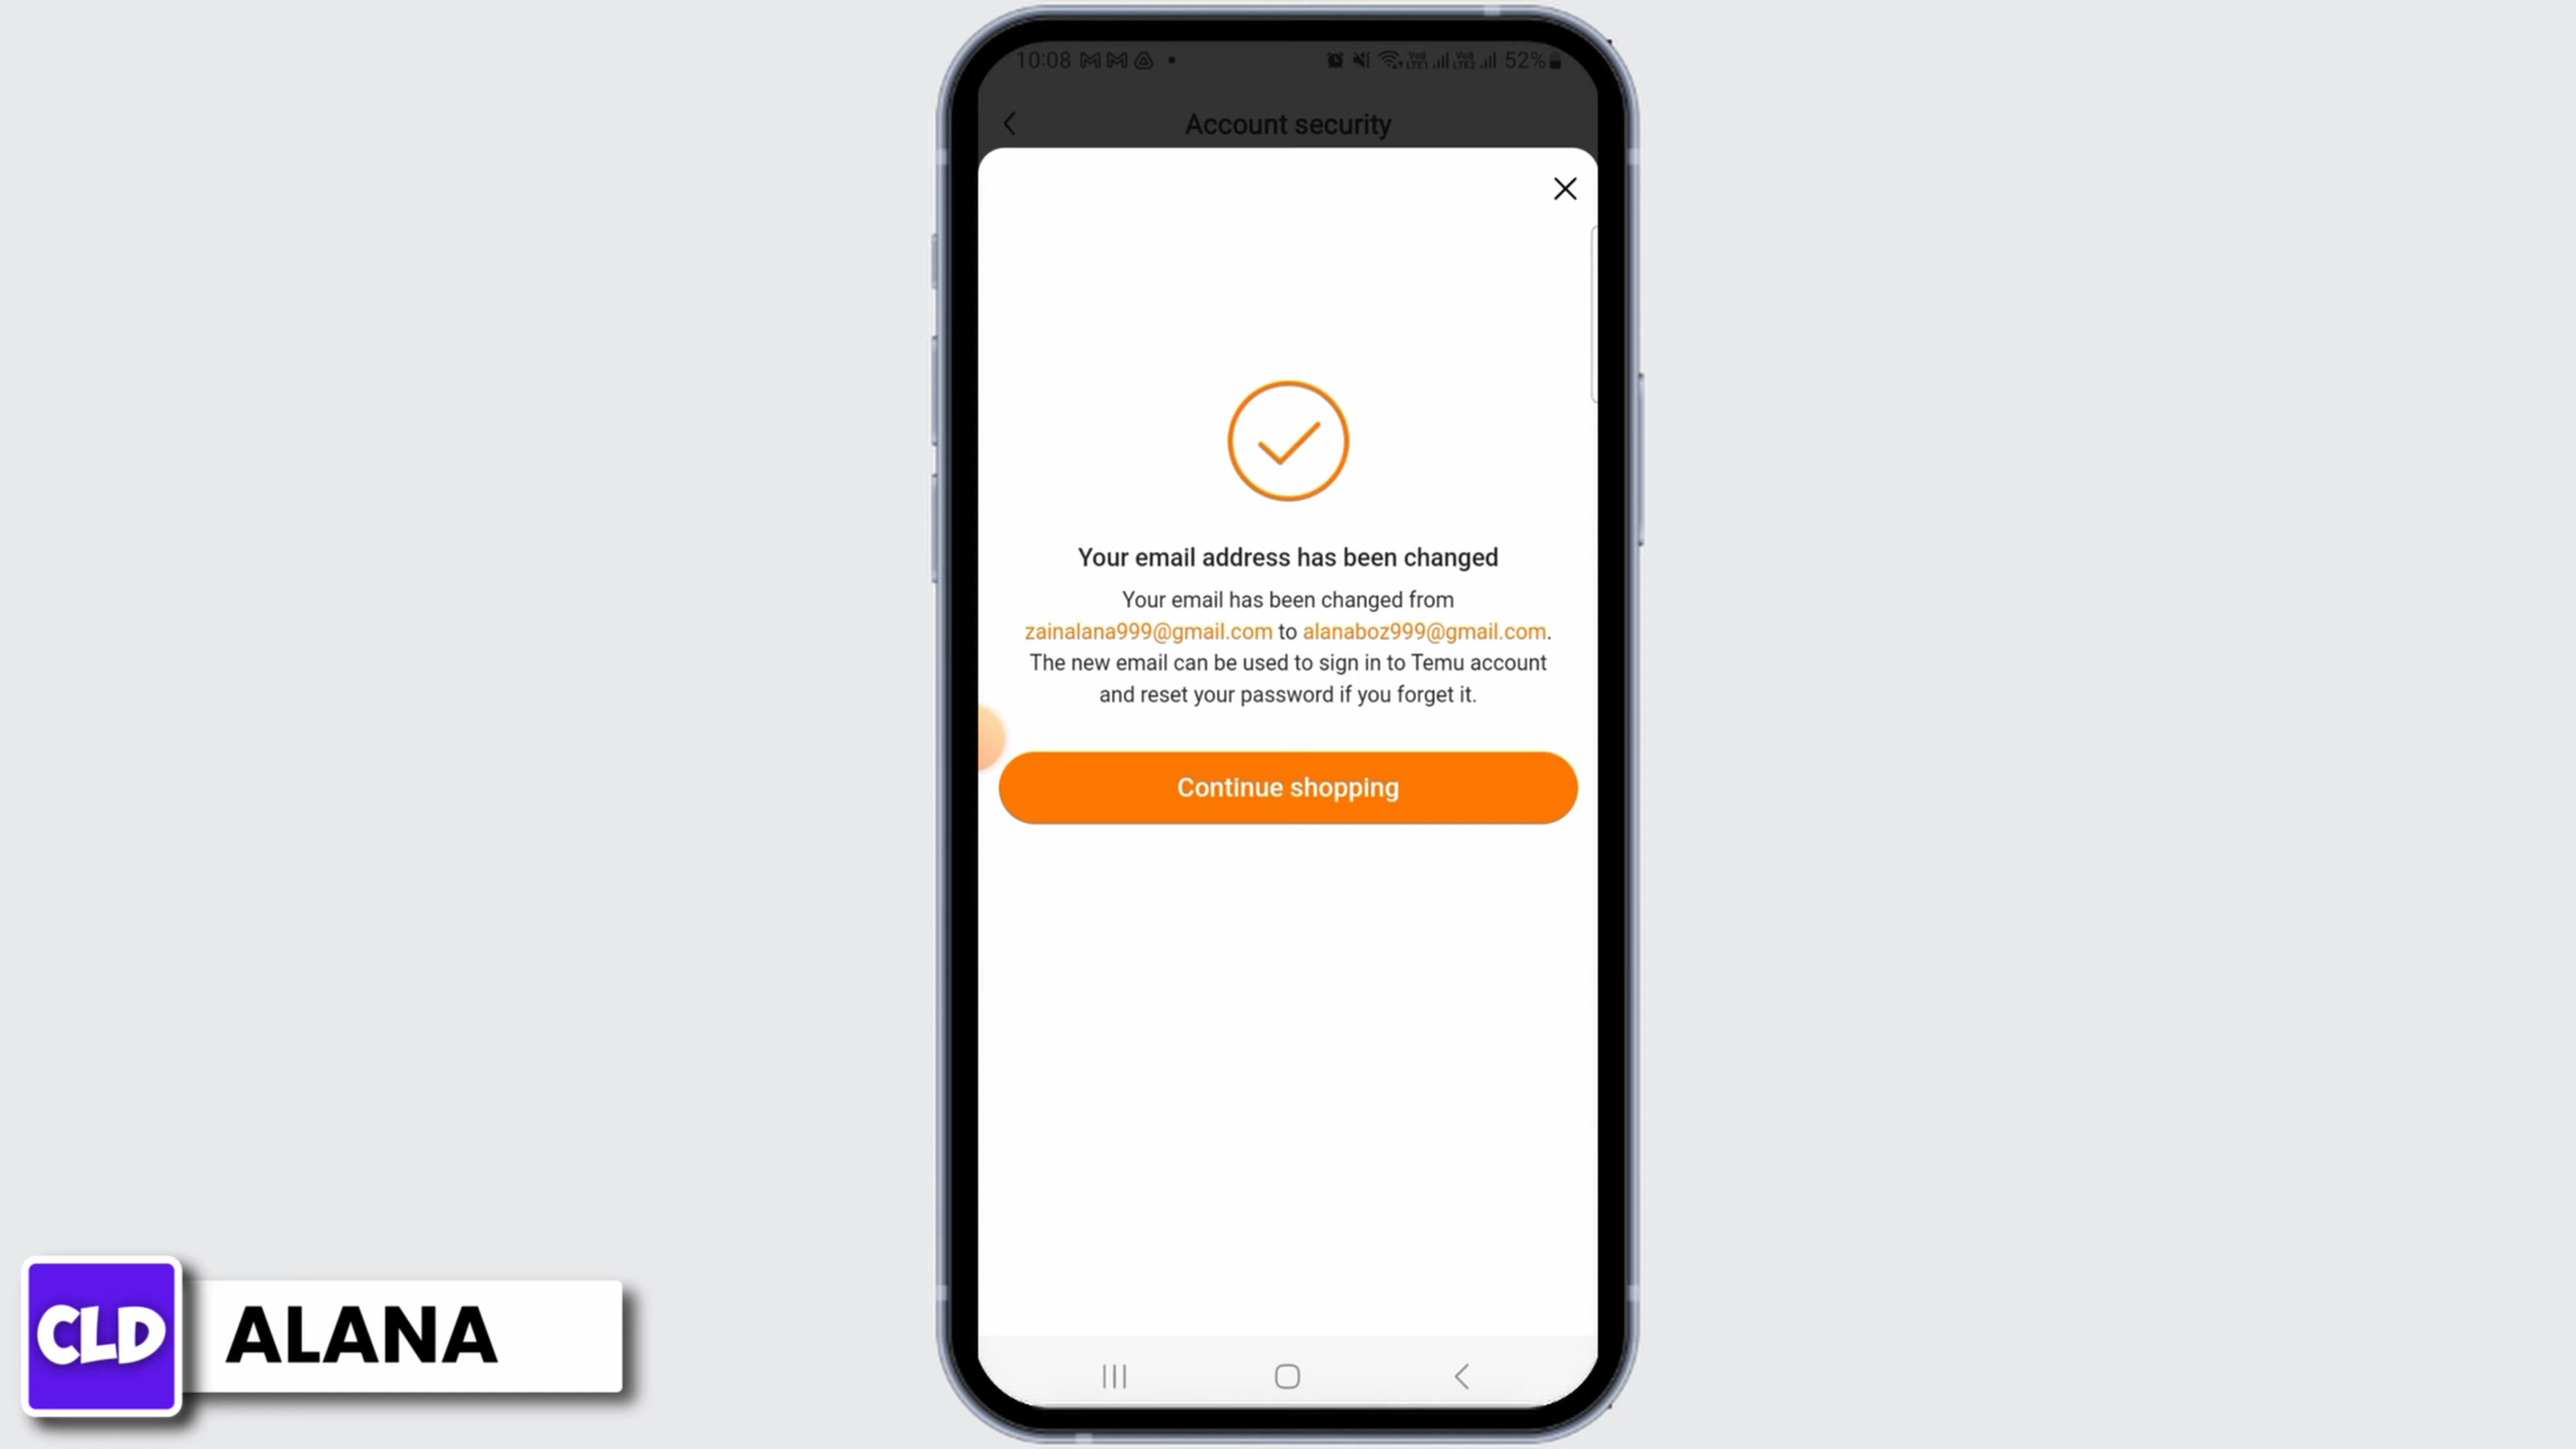 10:08 52%
Account security
Your email address has been changed
Your email has been changed from
zainalana999@gmail.com to alanaboz999@gmail.com.
The new email can be used to sign in to Temu account
and reset your password if you forget it.
Continue shopping
CLD ALANA